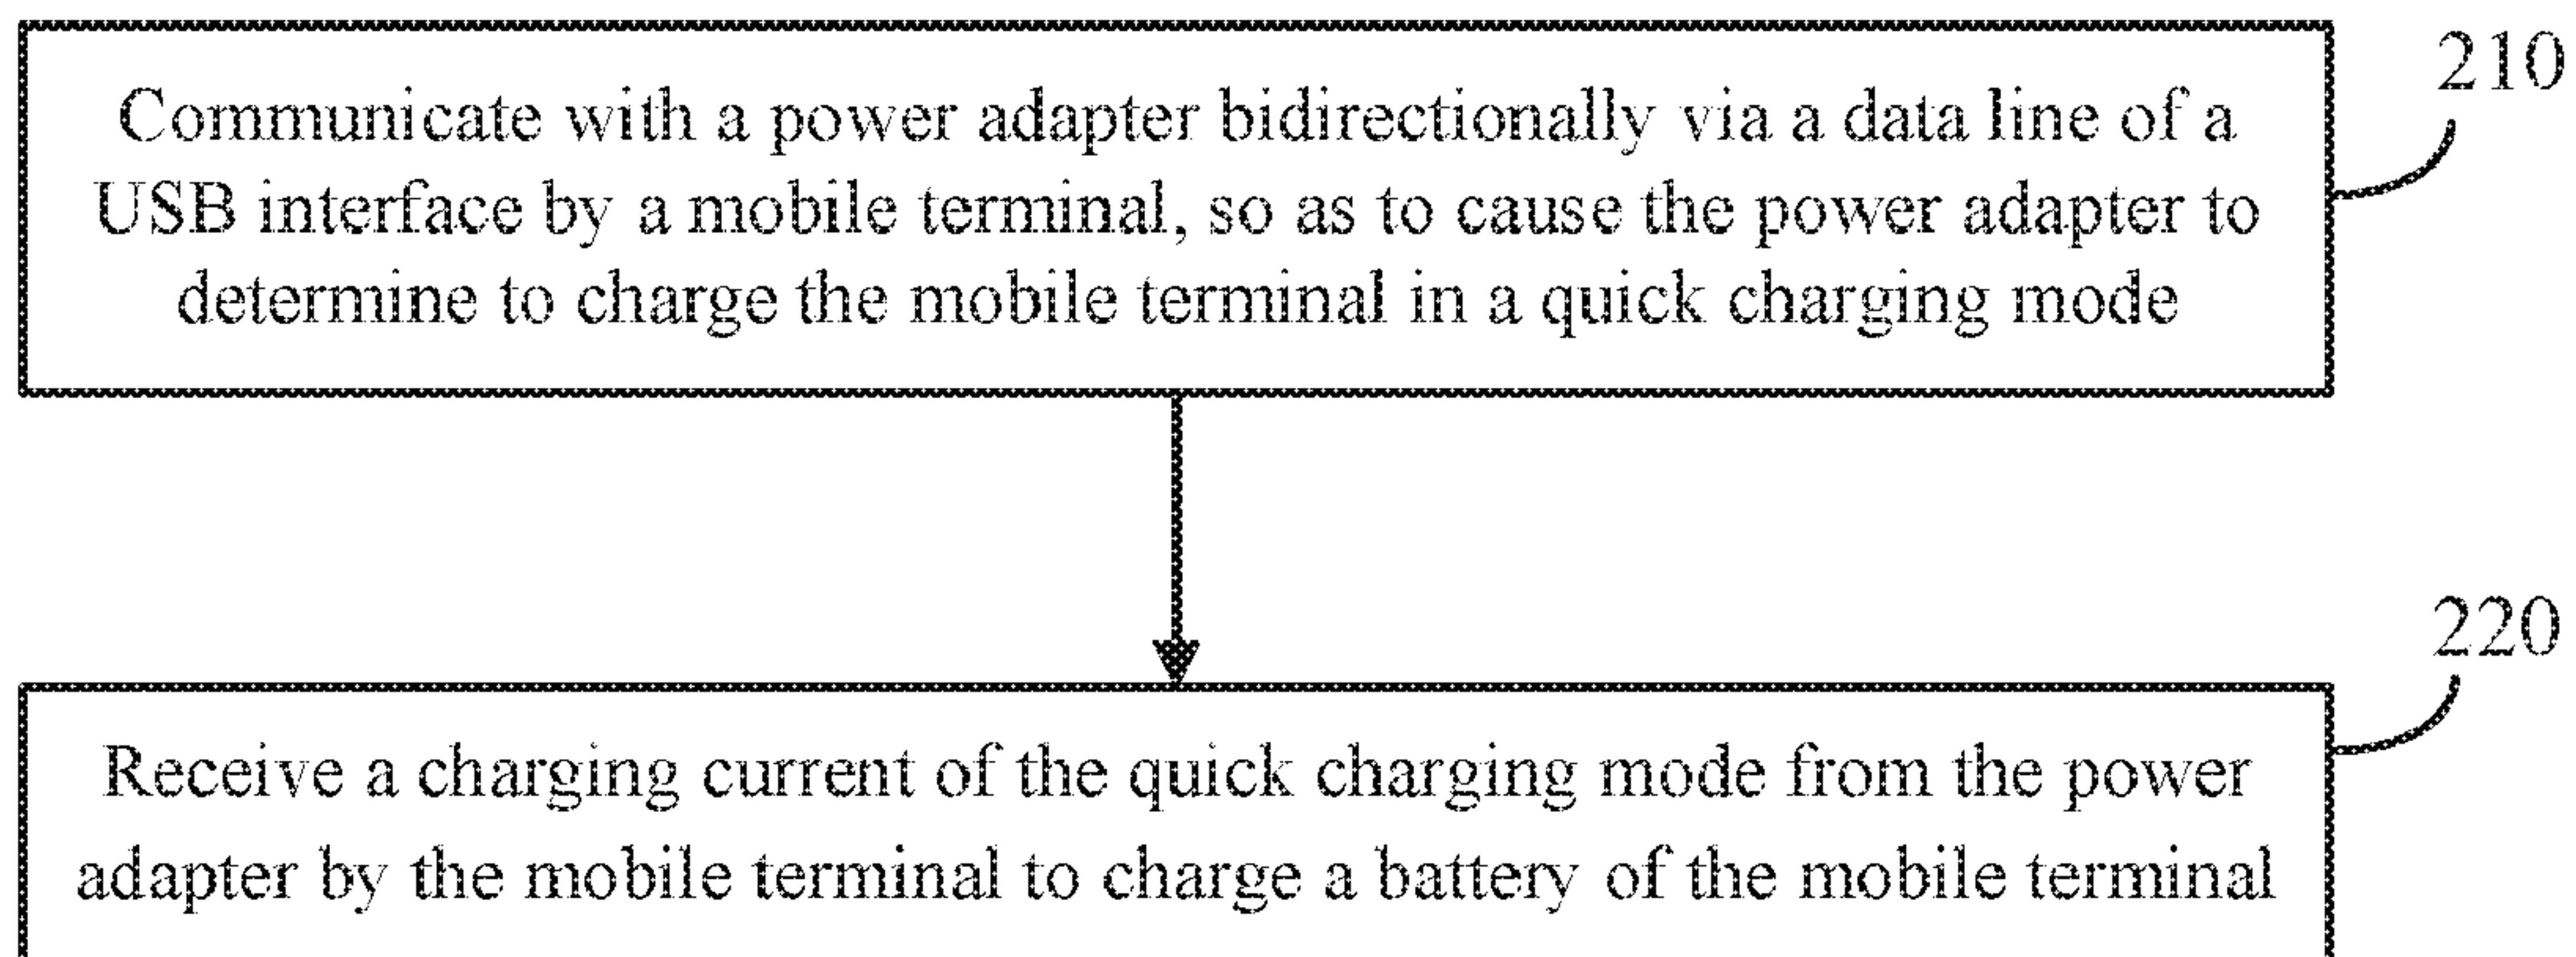 210
Communicate with a power adapter bidirectionally via a data line of a
USB interface by a mobile terminal, so as to cause the power adapter to
determine to charge the mobile terminal in a quick charging mode
220
Receive a charging current of the quick charging mode from the power
adapter by the mobile terminal to charge a battery of the mobile terminal